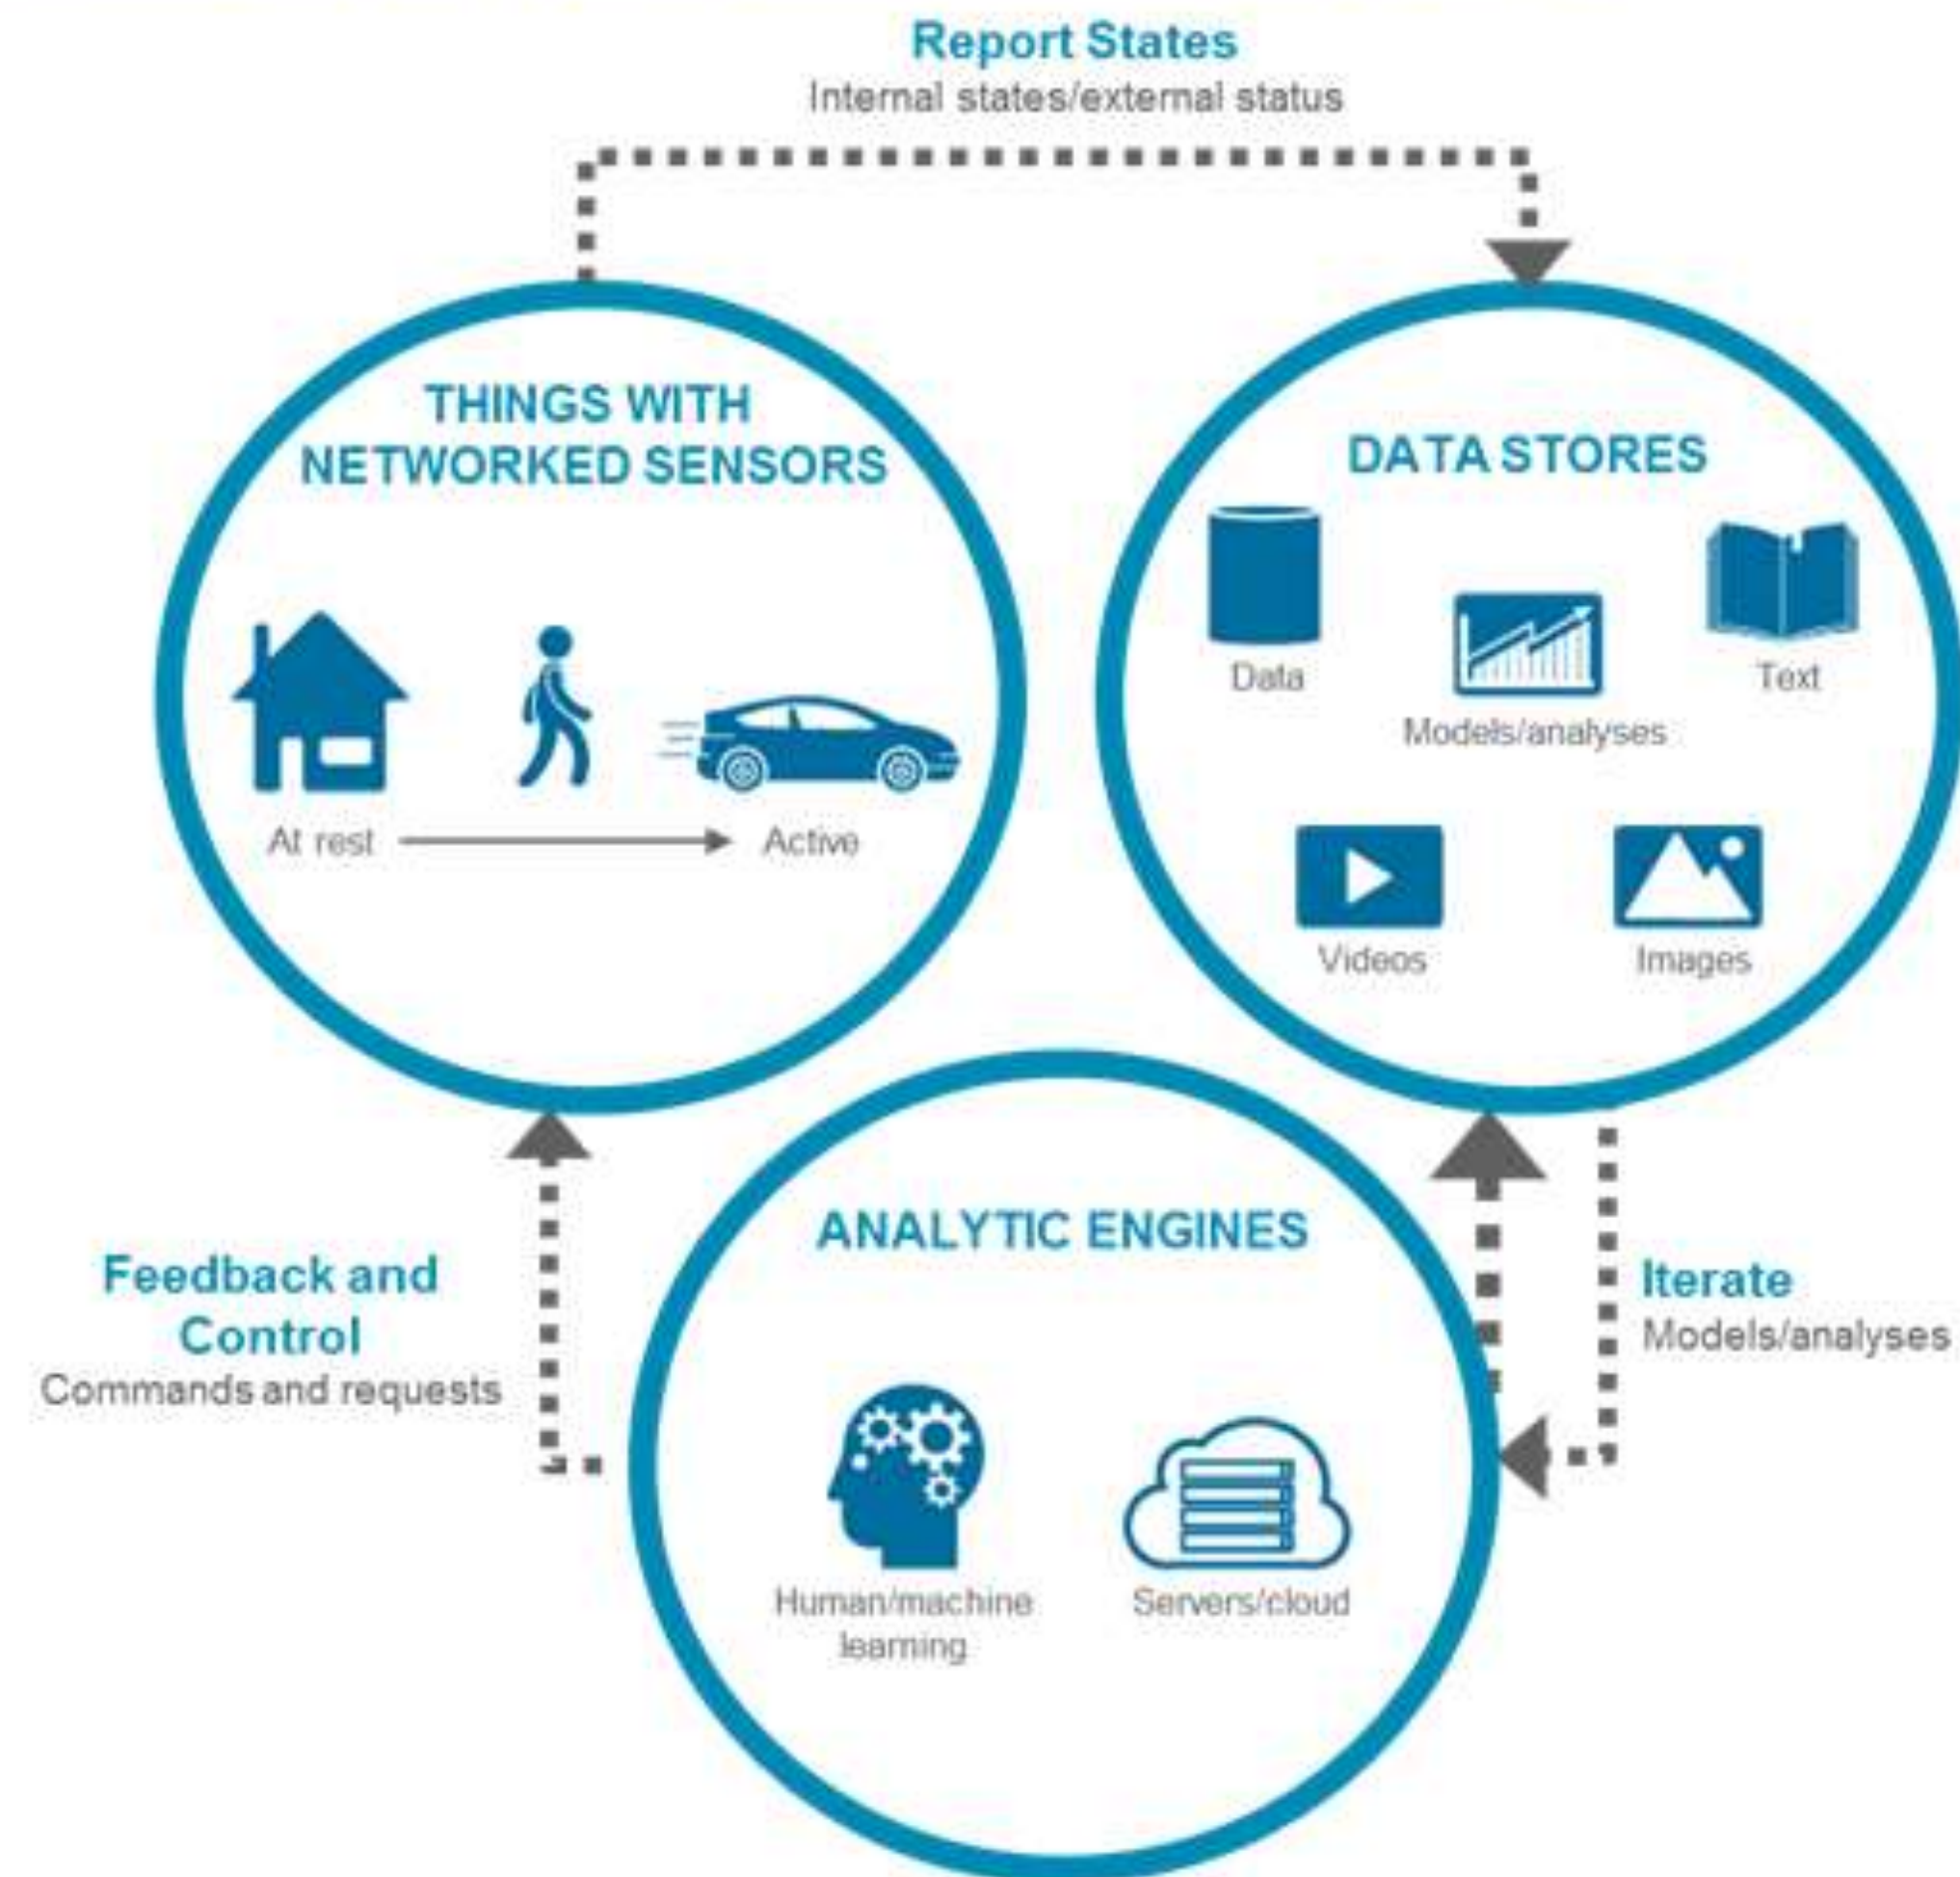 Report States
Internal states/external status
THINGS WITH
NETWORKED SENSORS
At rest
Active
DATA STORES
Data
Text
Models/analyses
Videos
Images
Feedback and
Control
Commands and requests
ANALYTIC ENGINES
Human/machine
learning
Servers/cloud
Iterate
Models/analyses